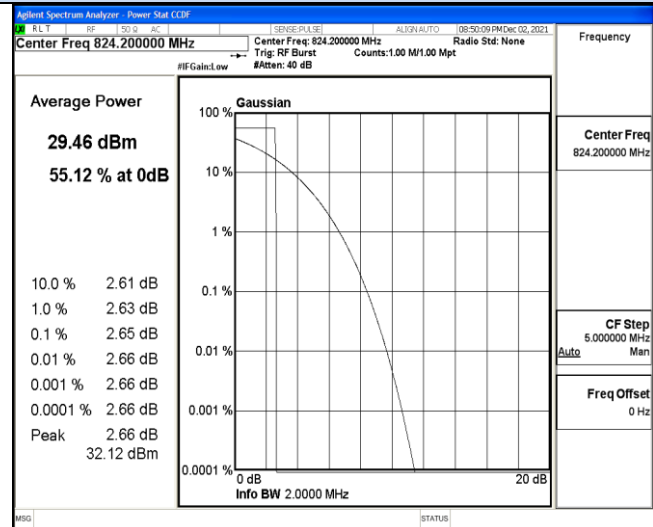 Agilent Spectrum Analyzer - Power Stat CCDF
LXI RLT RF 50 Ω AC SENSE:PULSE ALIGN AUTO 08:50:09 PM Dec 02, 2021
Center Freq 824.200000 MHz
Center Freq: 824.200000 MHz Radio Std: None
Trig: RF Burst Counts:1.00 M/1.00 Mpt
#IFGain:Low #Atten: 40 dB
Frequency
Average Power
29.46 dBm
55.12 % at 0dB
10.0 % 2.61 dB
1.0 % 2.63 dB
0.1 % 2.65 dB
0.01 % 2.66 dB
0.001 % 2.66 dB
0.0001 % 2.66 dB
Peak 2.66 dB
32.12 dBm
Gaussian
100 %
10 %
1 %
0.1 %
0.01 %
0.001 %
0.0001 %
0 dB 20 dB
Info BW 2.0000 MHz
Center Freq
824.200000 MHz
CF Step
5.000000 MHz
Auto Man
Freq Offset
0 Hz
MSG STATUS